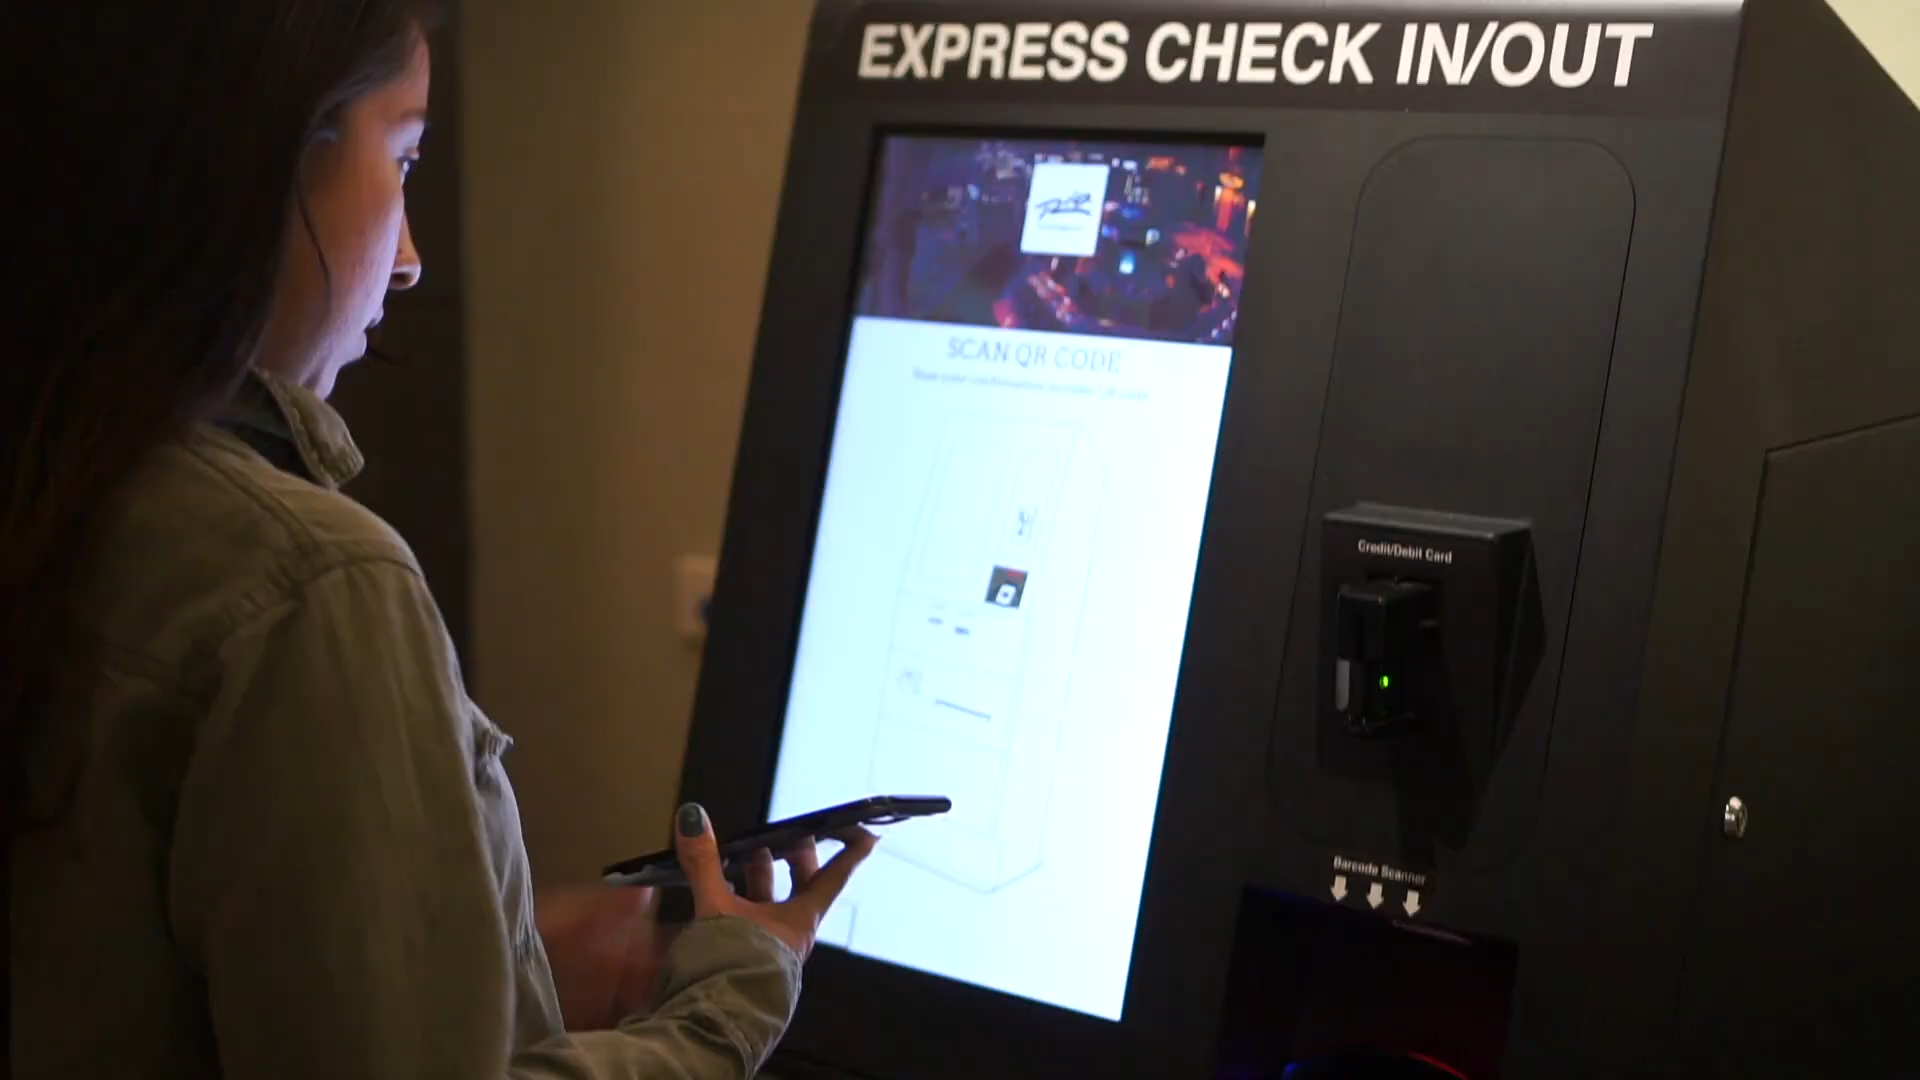 EXPRESS CHECK IN/OUT
SCAN QR CODE
Credit/Debit Card
Barcode Scanner